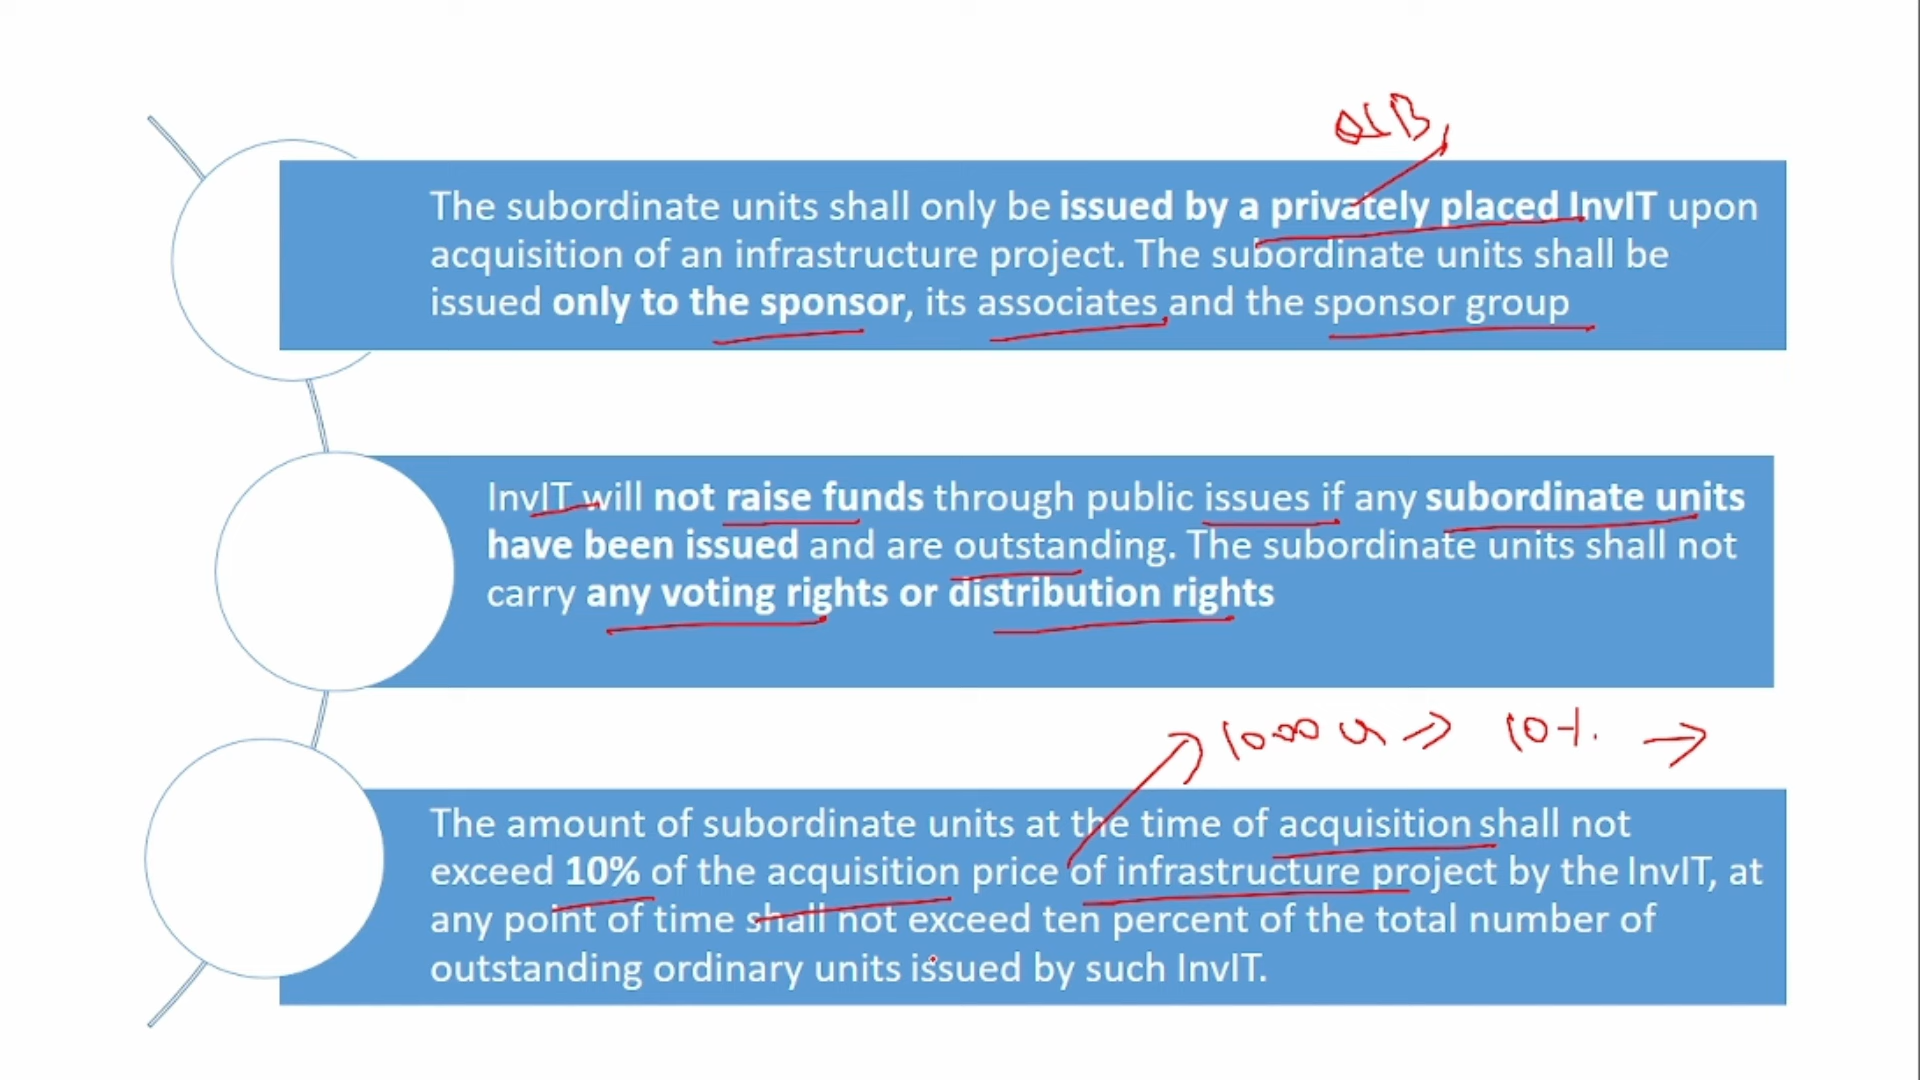 QIB,
The subordinate units shall only be issued by a privately placed InvIT upon
acquisition of an infrastructure project. The subordinate units shall be
issued only to the sponsor, its associates and the sponsor group
InvIT will not raise funds through public issues if any subordinate units
have been issued and are outstanding. The subordinate units shall not
carry any voting rights or distribution rights
1000 cr ⇒ 10% →
The amount of subordinate units at the time of acquisition shall not
exceed 10% of the acquisition price of infrastructure project by the InvIT, at
any point of time shall not exceed ten percent of the total number of
outstanding ordinary units issued by such InvIT.